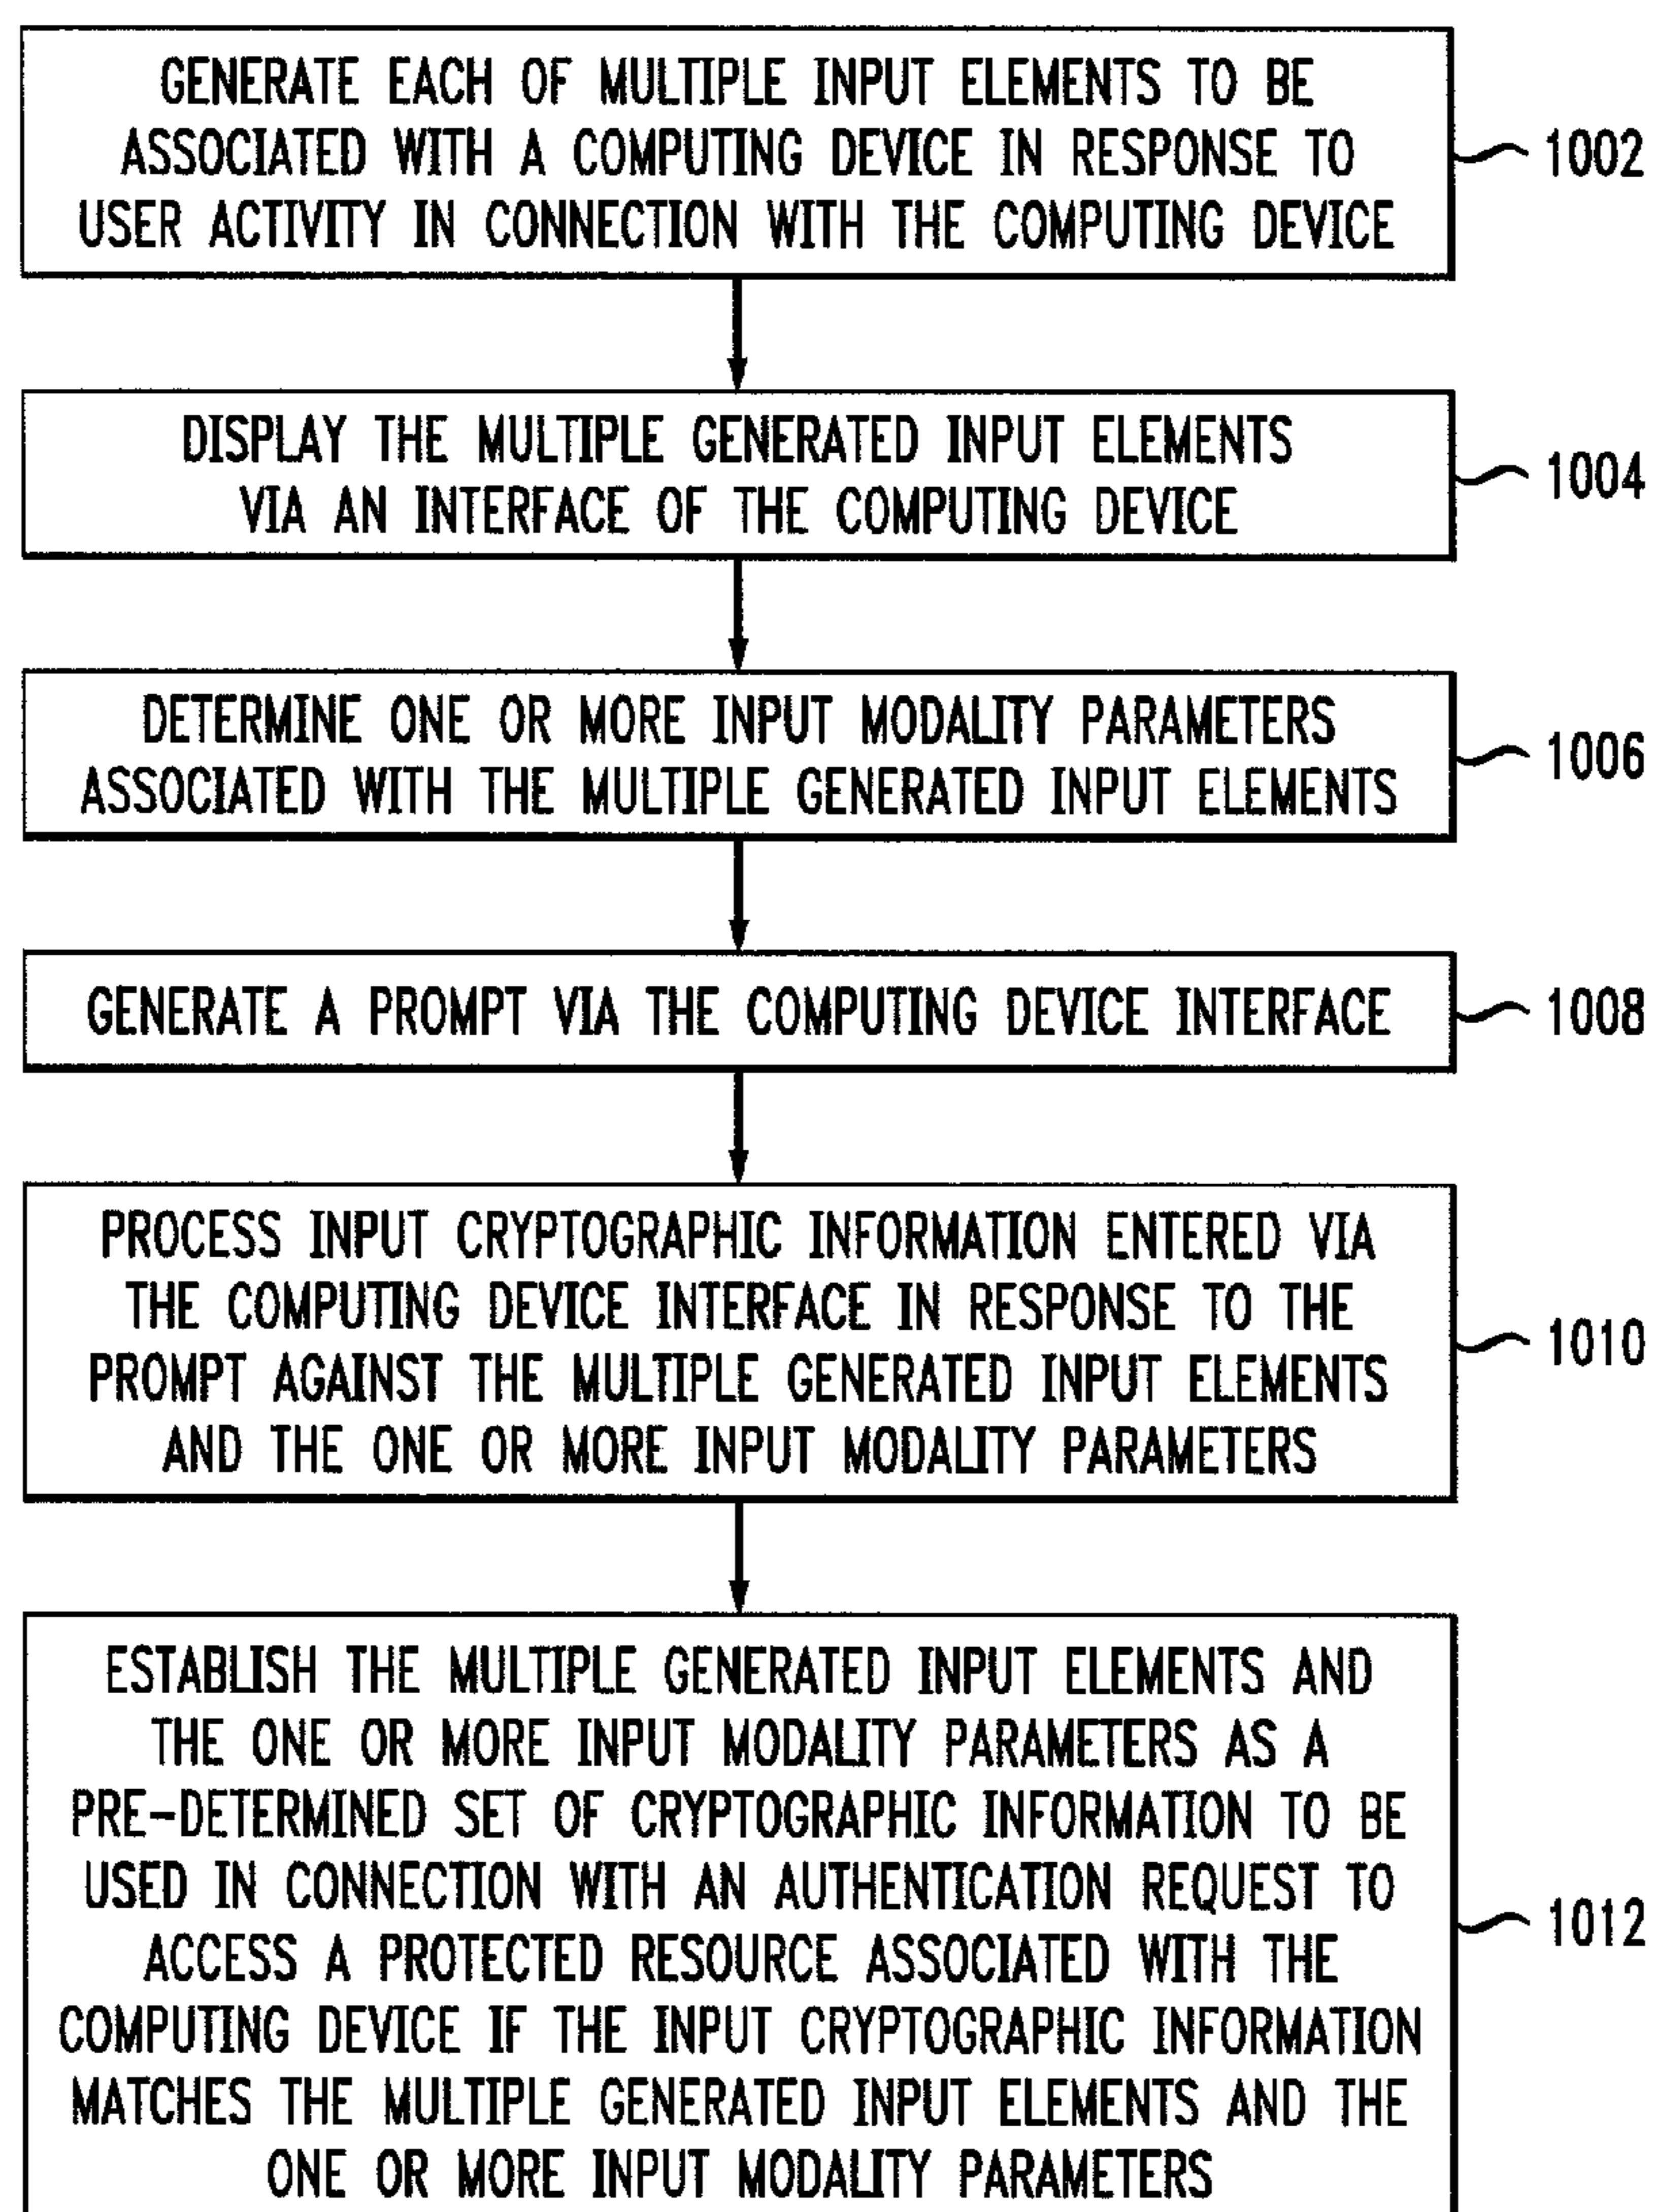 GENERATE EACH OF MULTIPLE INPUT ELEMENTS TO BE
ASSOCIATED WITH A COMPUTING DEVICE IN RESPONSE TO
USER ACTIVITY IN CONNECTION WITH THE COMPUTING DEVICE
1002
DISPLAY THE MULTIPLE GENERATED INPUT ELEMENTS
VIA AN INTERFACE OF THE COMPUTING DEVICE
1004
DETERMINE ONE OR MORE INPUT MODALITY PARAMETERS
ASSOCIATED WITH THE MULTIPLE GENERATED INPUT ELEMENTS
1006
GENERATE A PROMPT VIA THE COMPUTING DEVICE INTERFACE
1008
PROCESS INPUT CRYPTOGRAPHIC INFORMATION ENTERED VIA
THE COMPUTING DEVICE INTERFACE IN RESPONSE TO THE
PROMPT AGAINST THE MULTIPLE GENERATED INPUT ELEMENTS
AND THE ONE OR MORE INPUT MODALITY PARAMETERS
1010
ESTABLISH THE MULTIPLE GENERATED INPUT ELEMENTS AND
THE ONE OR MORE INPUT MODALITY PARAMETERS AS A
PRE-DETERMINED SET OF CRYPTOGRAPHIC INFORMATION TO BE
USED IN CONNECTION WITH AN AUTHENTICATION REQUEST TO
ACCESS A PROTECTED RESOURCE ASSOCIATED WITH THE
COMPUTING DEVICE IF THE INPUT CRYPTOGRAPHIC INFORMATION
MATCHES THE MULTIPLE GENERATED INPUT ELEMENTS AND THE
ONE OR MORE INPUT MODALITY PARAMETERS
1012